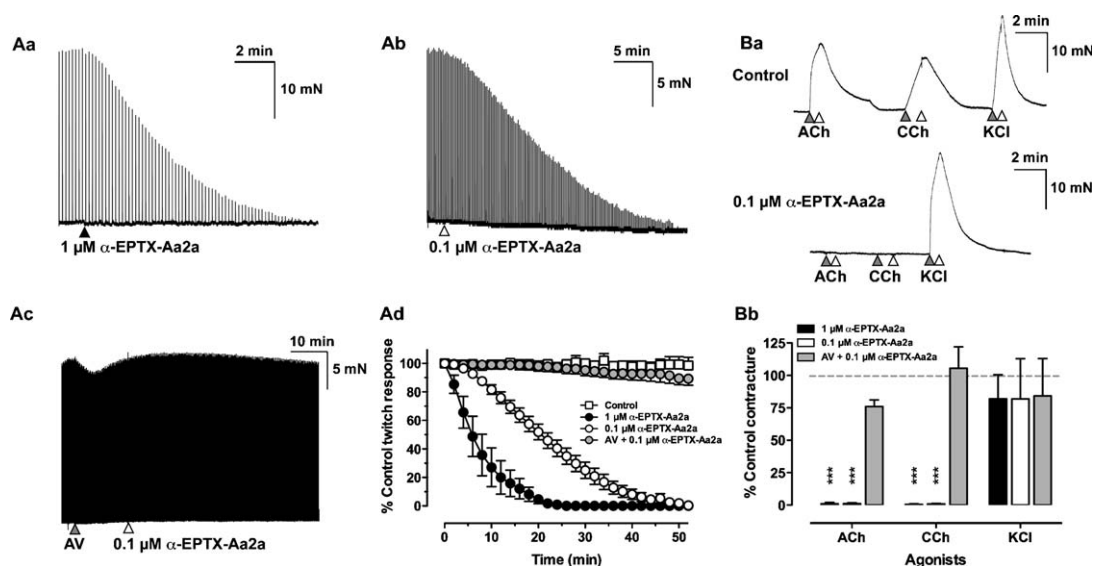 Aa
2 min
10 mN
1 µM α-EPTX-Aa2a
Ab
5 min
5 mN
0.1 µM α-EPTX-Aa2a
Ba
Control
2 min
10 mN
ACh
CCh
KCl
0.1 µM α-EPTX-Aa2a
2 min
10 mN
ACh
CCh
KCl
Ac
10 min
5 mN
AV
0.1 µM α-EPTX-Aa2a
Ad
% Control twitch response
100
80
60
40
20
0
Control
1 µM α-EPTX-Aa2a
0.1 µM α-EPTX-Aa2a
AV + 0.1 µM α-EPTX-Aa2a
0
10
20
30
40
50
Time (min)
Bb
1 µM α-EPTX-Aa2a
0.1 µM α-EPTX-Aa2a
AV + 0.1 µM α-EPTX-Aa2a
% Control contracture
125
100
75
50
25
0
***
***
***
***
ACh
CCh
KCl
Agonists